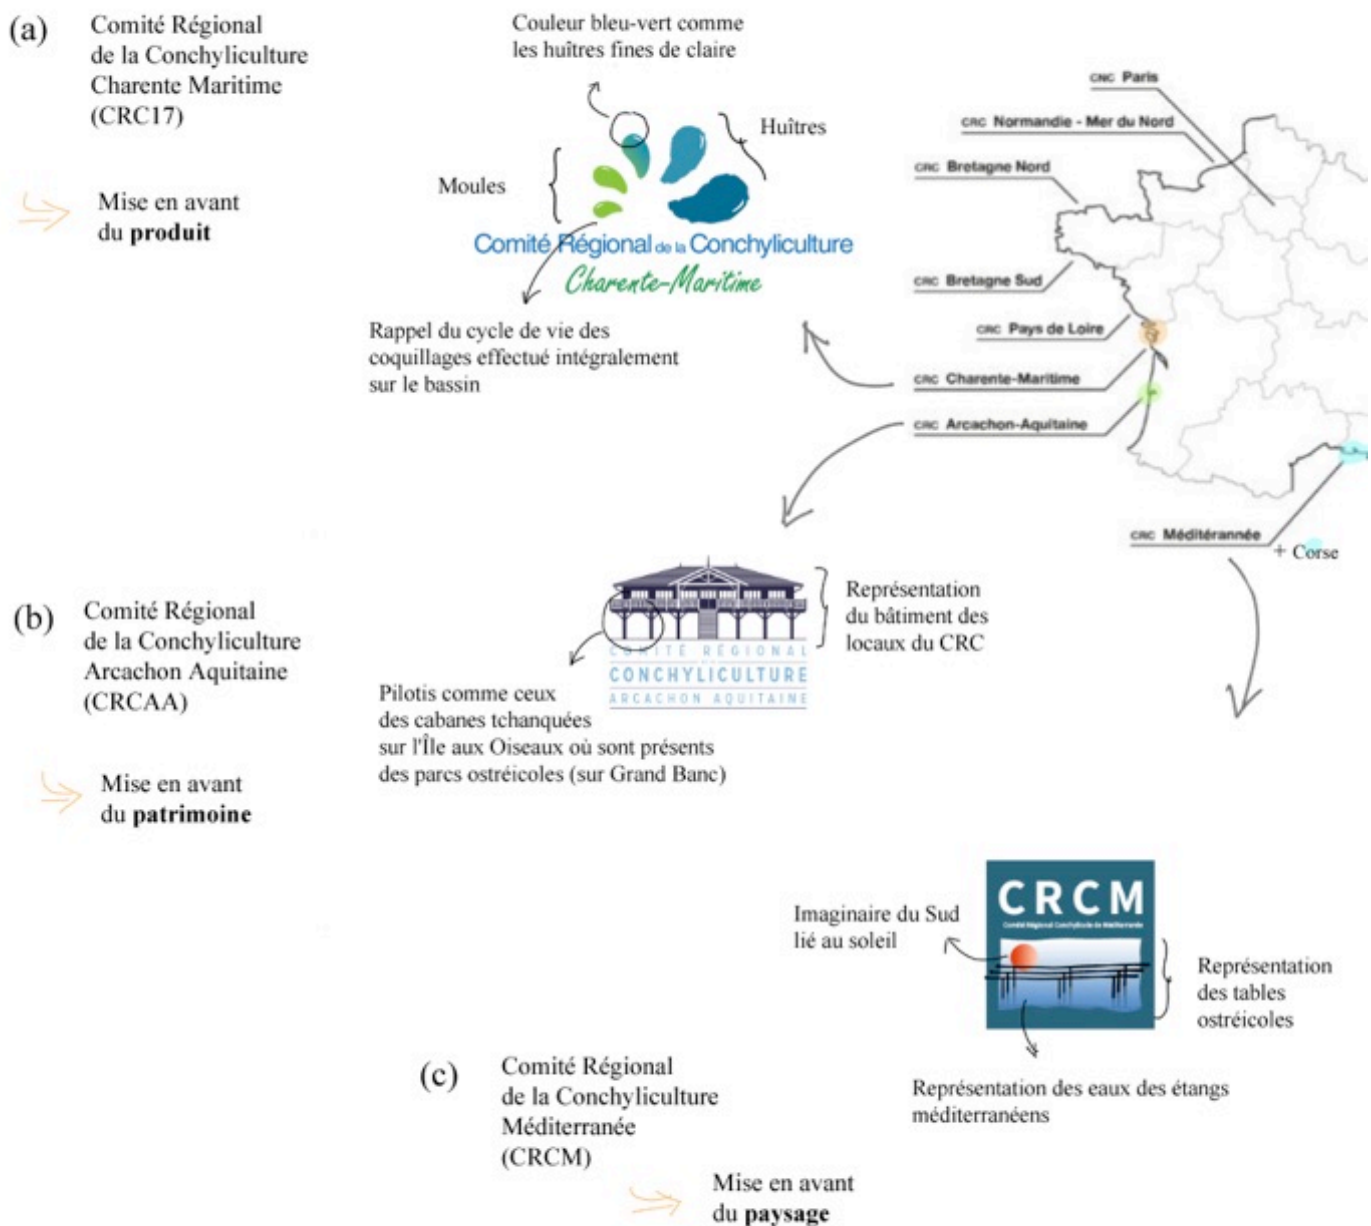 (a)
Comité Régional
de la Conchyliculture
Charente Maritime
(CRC17)
Mise en avant
du produit
Couleur bleu-vert comme
les huîtres fines de claire
Huîtres
Moules
Comité Régional de la Conchyliculture
Charente-Maritime
Rappel du cycle de vie des
coquillages effectué intégralement
sur le bassin
CNC Paris
CRC Normandie - Mer du Nord
CRC Bretagne Nord
CRC Bretagne Sud
CRC Pays de Loire
CRC Charente-Maritime
CRC Arcachon-Aquitaine
CRC Méditérannée
+ Corse
(b)
Comité Régional
de la Conchyliculture
Arcachon Aquitaine
(CRCAA)
Mise en avant
du patrimoine
Représentation
du bâtiment des
locaux du CRC
COMITÉ RÉGIONAL
CONCHYLICULTURE
ARCACHON AQUITAINE
Pilotis comme ceux
des cabanes tchanquées
sur l'Île aux Oiseaux où sont présents
des parcs ostréicoles (sur Grand Banc)
CRCM
Comité Régional Conchylicole de Méditerranée
Imaginaire du Sud
lié au soleil
Représentation
des tables
ostréicoles
Représentation des eaux des étangs
méditerranéens
(c)
Comité Régional
de la Conchyliculture
Méditerranée
(CRCM)
Mise en avant
du paysage